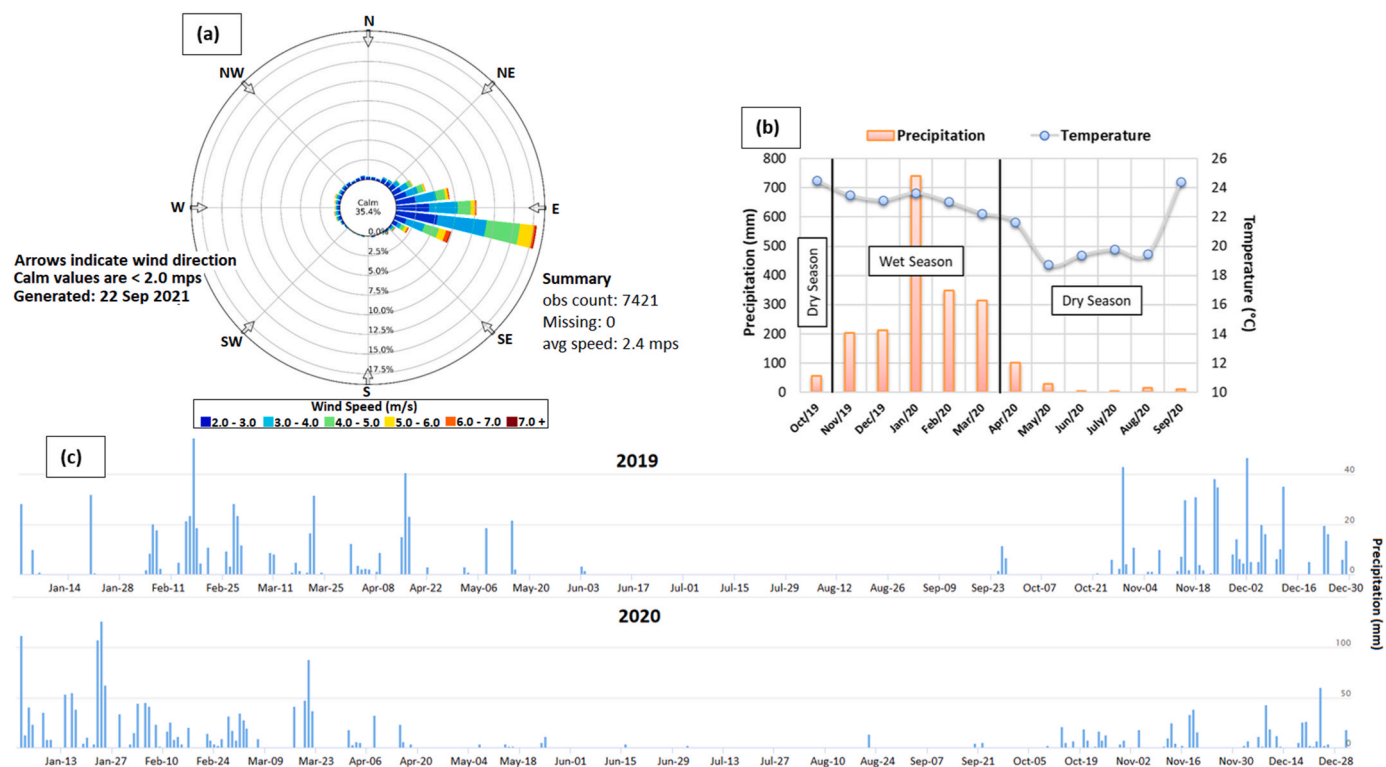 (a)
N
NW
NE
W
E
Calm
35.4%
0.0%
2.5%
5.0%
7.5%
10.0%
12.5%
15.0%
17.5%
SW
SE
S
Arrows indicate wind direction
Calm values are < 2.0 mps
Generated: 22 Sep 2021
Summary
obs count: 7421
Missing: 0
avg speed: 2.4 mps
Wind Speed (m/s)
2.0 - 3.0 3.0 - 4.0 4.0 - 5.0 5.0 - 6.0 6.0 - 7.0 7.0 +
(b)
Precipitation Temperature
Precipitation (mm)
800
700
600
500
400
300
200
100
0
Dry Season
Wet Season
Dry Season
26
24
22
20
18
16
14
12
10
Temperature (°C)
Oct/19 Nov/19 Dec/19 Jan/20 Feb/20 Mar/20 Apr/20 May/20 Jun/20 July/20 Aug/20 Sep/20
(c)
2019
40
20
0
Jan-14 Jan-28 Feb-11 Feb-25 Mar-11 Mar-25 Apr-08 Apr-22 May-06 May-20 Jun-03 Jun-17 Jul-01 Jul-15 Jul-29 Aug-12 Aug-26 Sep-09 Sep-23 Oct-07 Oct-21 Nov-04 Nov-18 Dec-02 Dec-16 Dec-30
Precipitation (mm)
2020
100
50
0
Jan-13 Jan-27 Feb-10 Feb-24 Mar-09 Mar-23 Apr-06 Apr-20 May-04 May-18 Jun-01 Jun-15 Jun-29 Jul-13 Jul-27 Aug-10 Aug-24 Sep-07 Sep-21 Oct-05 Oct-19 Nov-02 Nov-16 Nov-30 Dec-14 Dec-28